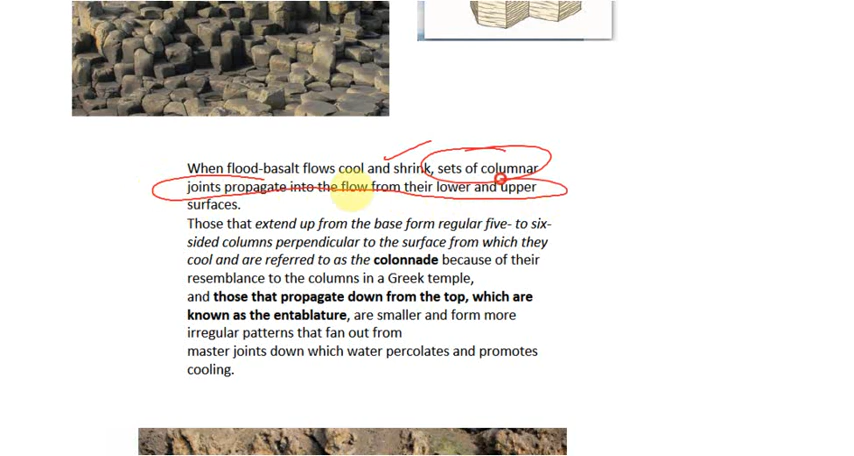 When flood-basalt flows cool and shrink, sets of columnar
joints propagate into the flow from their lower and upper
surfaces.
Those that extend up from the base form regular five- to six-
sided columns perpendicular to the surface from which they
cool and are referred to as the colonnade because of their
resemblance to the columns in a Greek temple,
and those that propagate down from the top, which are
known as the entablature, are smaller and form more
irregular patterns that fan out from
master joints down which water percolates and promotes
cooling.